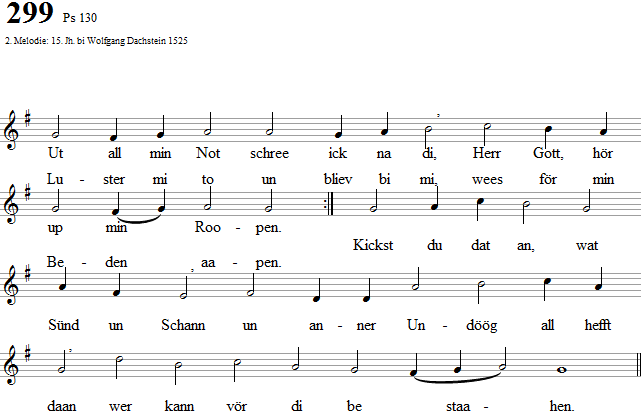 299 Ps 130
2. Melodie: 15. Jh. bi Wolfgang Dachstein 1525
Ut all min Not schree ick na di, Herr Gott, hör
Lu - ster mi to un bliev bi mi, wees för min
up min Roo - pen.
Kickst du dat an, wat
Be - den aa - pen.
Sünd un Schann un an - ner Un - döög all hefft
daan wer kann vör di be staa - hen.